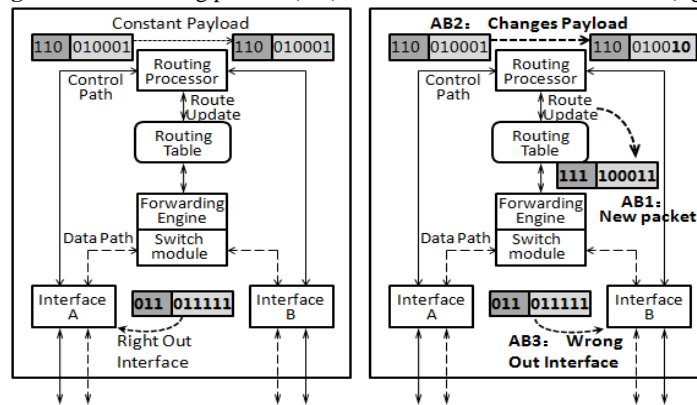 Constant Payload
110 010001 110 010001
Routing
Processor
Control
Path
Route
Update
Routing
Table
Forwarding
Engine
Switch
module
Data Path
Interface
A
011 011111
Interface
B
Right Out
Interface
AB2: Changes Payload
110 010001 110 010010
Routing
Processor
Control
Path
Route
Update
Routing
Table
111 100011
AB1:
New packet
Forwarding
Engine
Switch
module
Data Path
Interface
A
011 011111
Interface
B
AB3: Wrong
Out Interface